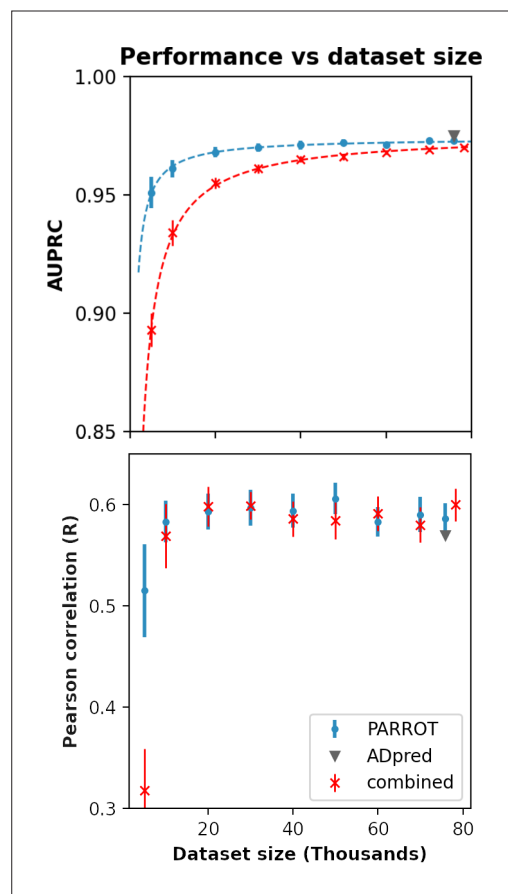 Performance vs dataset size
1.00
0.95
0.90
0.85
AUPRC
0.6
0.5
0.4
0.3
Pearson correlation (R)
PARROT
ADpred
combined
20 40 60 80
Dataset size (Thousands)